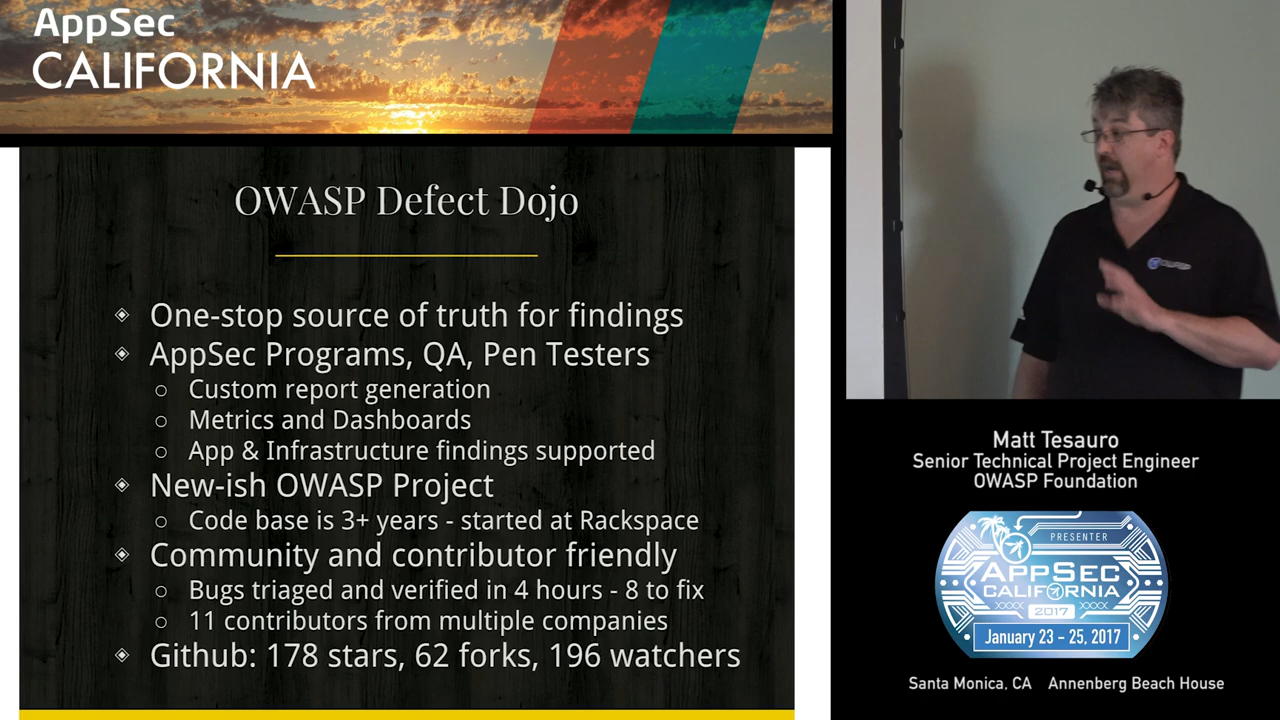 AppSec
CALIFORNIA
OWASP Defect Dojo
One-stop source of truth for findings
AppSec Programs, QA, Pen Testers
Custom report generation
Metrics and Dashboards
App & Infrastructure findings supported
New-ish OWASP Project
Code base is 3+ years - started at Rackspace
Community and contributor friendly
Bugs triaged and verified in 4 hours - 8 to fix
11 contributors from multiple companies
Github: 178 stars, 62 forks, 196 watchers
Matt Tesauro
Senior Technical Project Engineer
OWASP Foundation
PRESENTER
APPSEC
CALIFORNIA
2017
January 23 - 25, 2017
Santa Monica, CA Annenberg Beach House